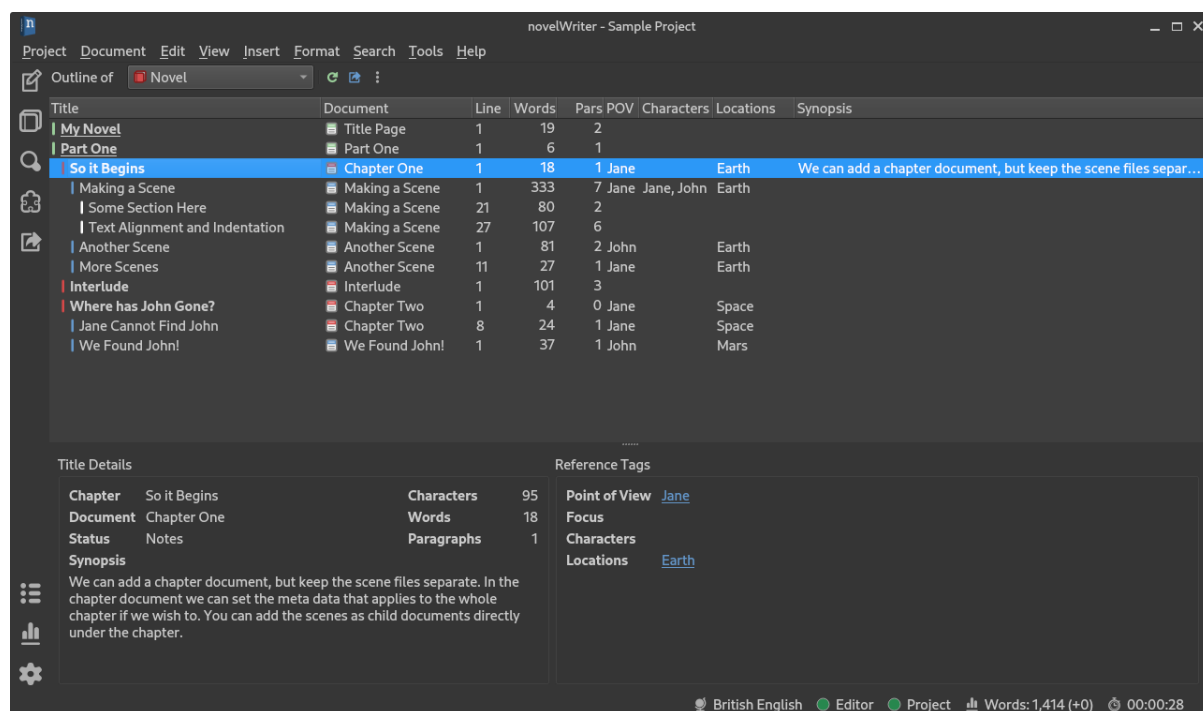 novelWriter - Sample Project
Project Document Edit View Insert Format Search Tools Help
Outline of Novel
Title Document Line Words Pars POV Characters Locations Synopsis
My Novel Title Page 1 19 2
Part One Part One 1 6 1
So it Begins Chapter One 1 18 1 Jane Earth We can add a chapter document, but keep the scene files separ...
Making a Scene Making a Scene 1 333 7 Jane Jane, John Earth
Some Section Here Making a Scene 21 80 2
Text Alignment and Indentation Making a Scene 27 107 6
Another Scene Another Scene 1 81 2 John Earth
More Scenes Another Scene 11 27 1 Jane Earth
Interlude Interlude 1 101 3
Where has John Gone? Chapter Two 1 4 0 Jane Space
Jane Cannot Find John Chapter Two 8 24 1 Jane Space
We Found John! We Found John! 1 37 1 John Mars
Title Details
Chapter So it Begins Characters 95
Document Chapter One Words 18
Status Notes Paragraphs 1
Synopsis
We can add a chapter document, but keep the scene files separate. In the
chapter document we can set the meta data that applies to the whole
chapter if we wish to. You can add the scenes as child documents directly
under the chapter.
Reference Tags
Point of View Jane
Focus
Characters
Locations Earth
British English Editor Project Words: 1,414 (+0) 00:00:28